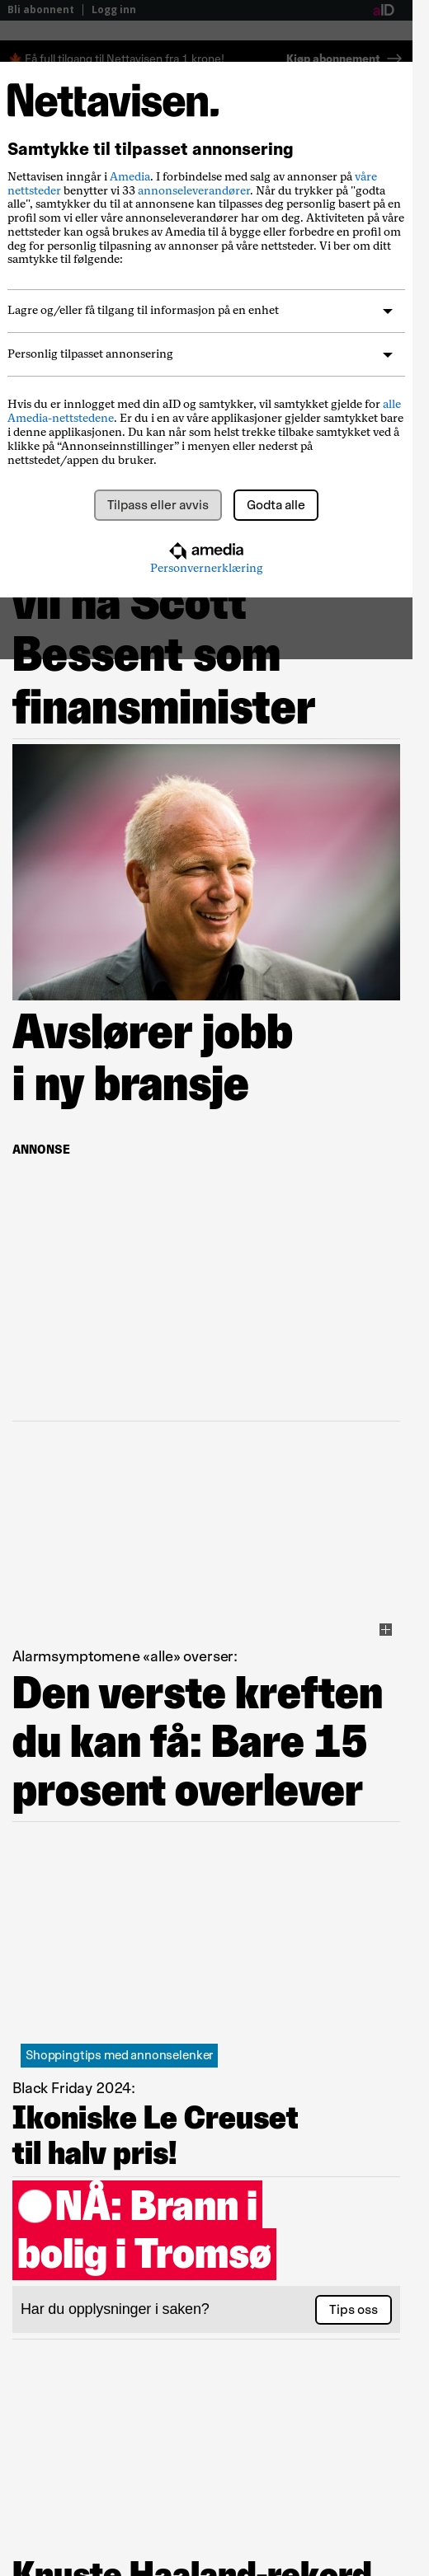 Bli abonnent | Logg inn
aID
Få full tilgang til Nettavisen fra 1 krone!
Kjøp abonnement
Nettavisen.
Samtykke til tilpasset annonsering
Nettavisen inngår i Amedia. I forbindelse med salg av annonser på våre
nettsteder benytter vi 33 annonseleverandører. Når du trykker på "godta
alle", samtykker du til at annonsene kan tilpasses deg personlig basert på en
profil som vi eller våre annonseleverandører har om deg. Aktiviteten på våre
nettsteder kan også brukes av Amedia til å bygge eller forbedre en profil om
deg for personlig tilpasning av annonser på våre nettsteder. Vi ber om ditt
samtykke til følgende:
Lagre og/eller få tilgang til informasjon på en enhet
Personlig tilpasset annonsering
Hvis du er innlogget med din aID og samtykker, vil samtykket gjelde for alle
Amedia-nettstedene. Er du i en av våre applikasjoner gjelder samtykket bare
i denne applikasjonen. Du kan når som helst trekke tilbake samtykket ved å
klikke på “Annonseinnstillinger” i menyen eller nederst på
nettstedet/appen du bruker.
Tilpass eller avvis
Godta alle
amedia
Personvernerklæring
vil ha Scott
Bessent som
finansminister
Avslører jobb
i ny bransje
ANNONSE
Alarmsymptomene «alle» overser:
Den verste kreften
du kan få: Bare 15
prosent overlever
Shoppingtips med annonselenker
Black Friday 2024:
Ikoniske Le Creuset
til halv pris!
NÅ: Brann i
bolig i Tromsø
Har du opplysninger i saken?
Tips oss
Knuste Haaland-rekord